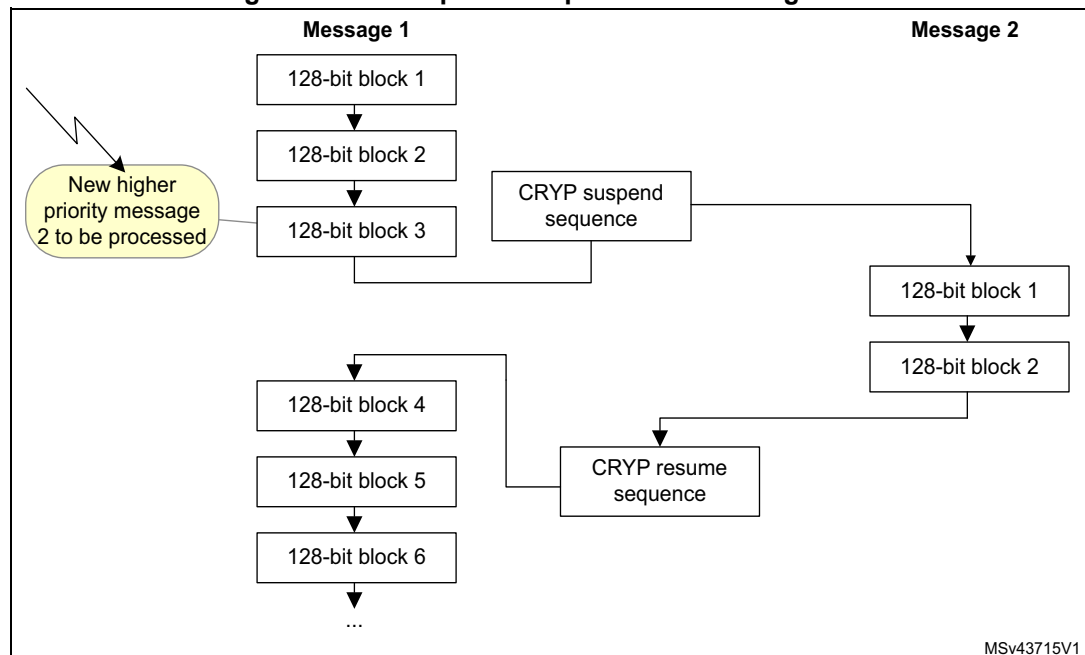 Message 1
Message 2
128-bit block 1
128-bit block 2
128-bit block 3
New higher
priority message
2 to be processed
CRYP suspend
sequence
128-bit block 1
128-bit block 2
CRYP resume
sequence
128-bit block 4
128-bit block 5
128-bit block 6
...
MSv43715V1